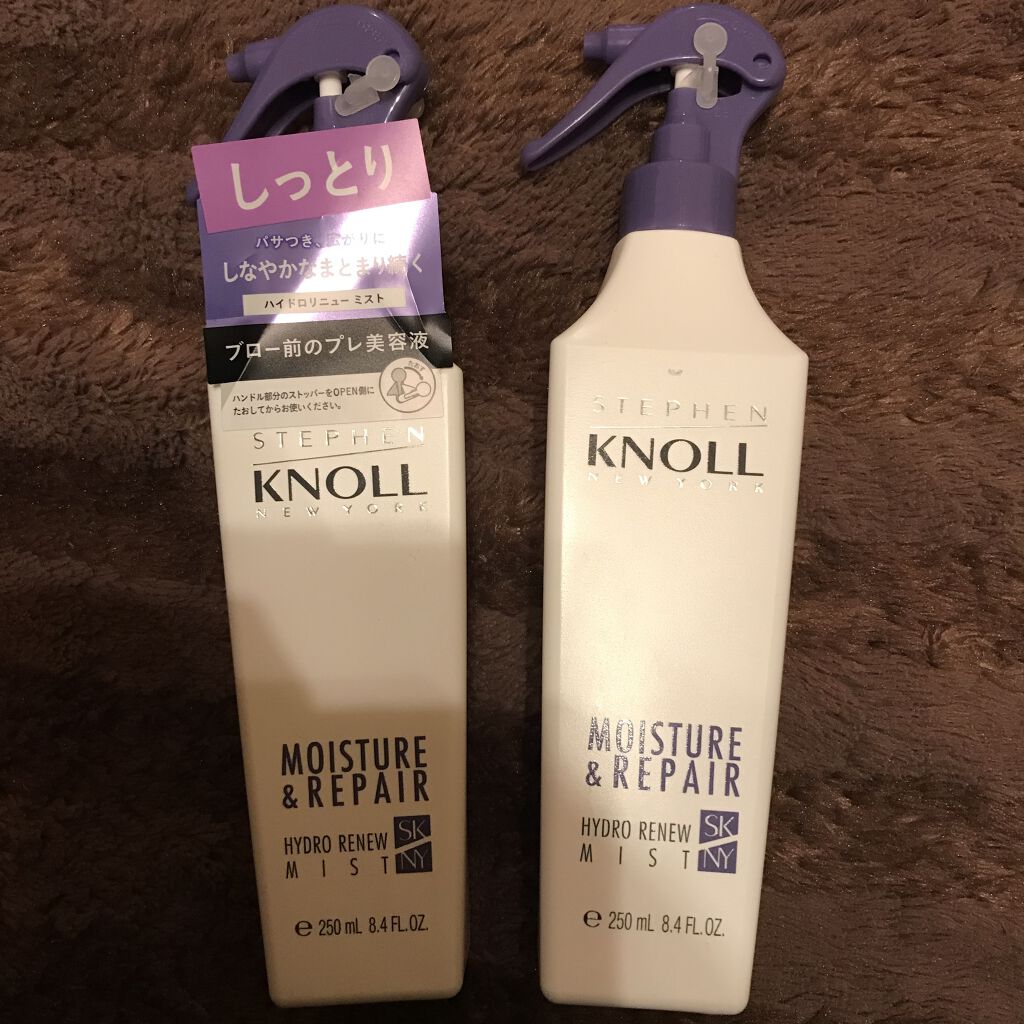 しっとり
パサつき、広がりに
しなやかなまとまり続く
ハイドロリニュー ミスト
ブロー前のプレ美容液
ハンドル部分のストッパーをOPEN側に
たおしてからお使いください。
たおす
STEPHEN
KNOLL
NEW YORK
MOISTURE
& REPAIR
HYDRO RENEW
MIST
SK
NY
e 250 mL 8.4 FL.OZ.
STEPHEN
KNOLL
NEW YORK
MOISTURE
& REPAIR
HYDRO RENEW
MIST
SK
NY
e 250 mL 8.4 FL.OZ.